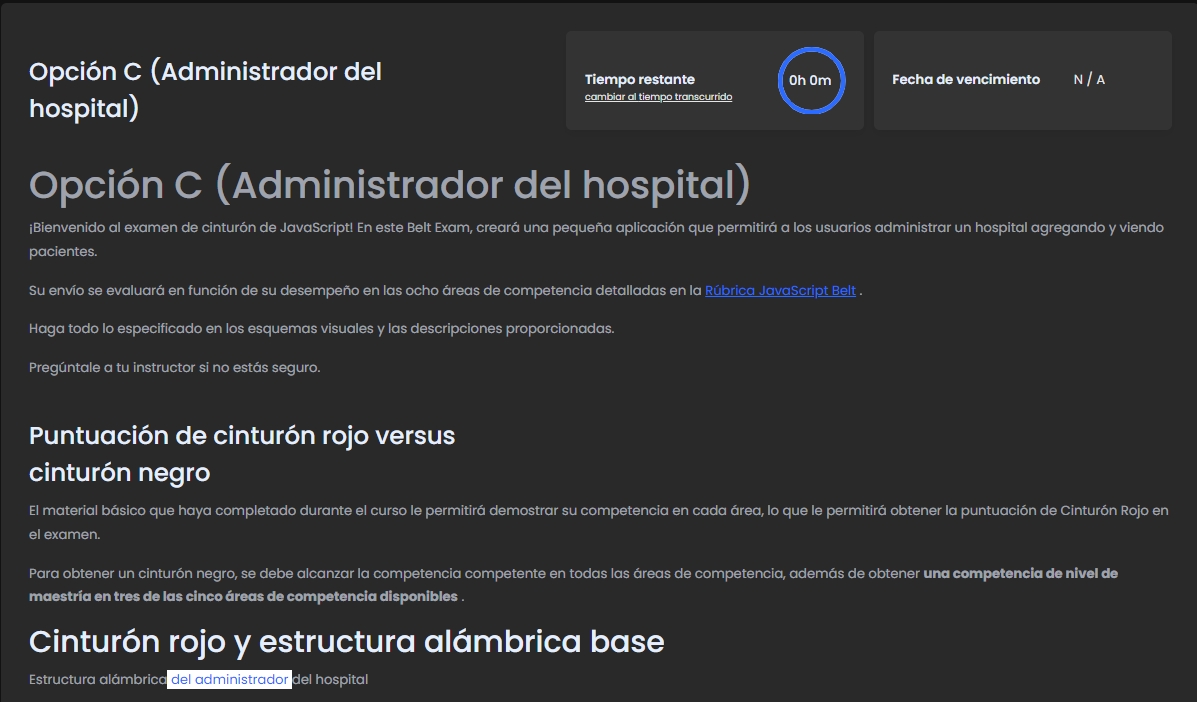 Opción C (Administrador del
hospital)
Tiempo restante
cambiar al tiempo transcurrido
0h 0m
Fecha de vencimiento
N / A
Opción C (Administrador del hospital)
¡Bienvenido al examen de cinturón de JavaScript! En este Belt Exam, creará una pequeña aplicación que permitirá a los usuarios administrar un hospital agregando y viendo
pacientes.
Su envío se evaluará en función de su desempeño en las ocho áreas de competencia detalladas en la Rúbrica JavaScript Belt .
Haga todo lo especificado en los esquemas visuales y las descripciones proporcionadas.
Pregúntale a tu instructor si no estás seguro.
Puntuación de cinturón rojo versus
cinturón negro
El material básico que haya completado durante el curso le permitirá demostrar su competencia en cada área, lo que le permitirá obtener la puntuación de Cinturón Rojo en
el examen.
Para obtener un cinturón negro, se debe alcanzar la competencia competente en todas las áreas de competencia, además de obtener una competencia de nivel de
maestría en tres de las cinco áreas de competencia disponibles .
Cinturón rojo y estructura alámbrica base
Estructura alámbrica del administrador del hospital